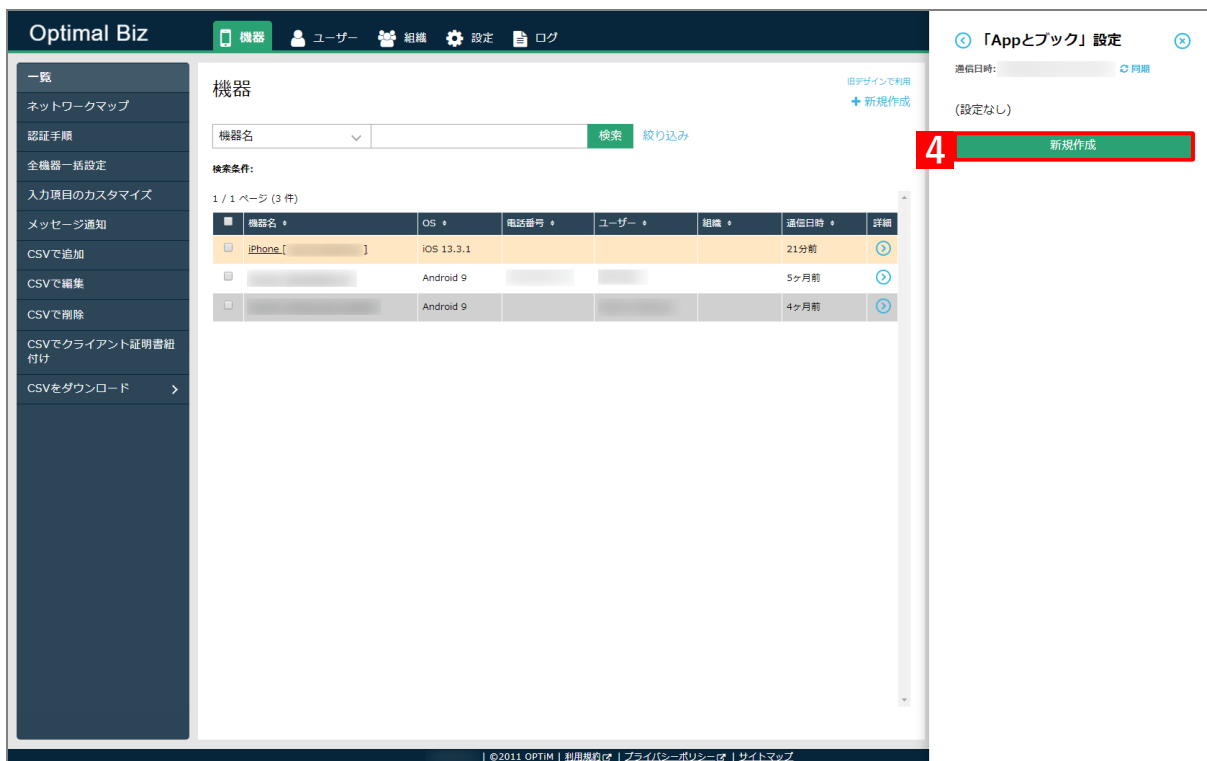 Optimal Biz
機器
ユーザー
組織
設定
ログ
一覧
ネットワークマップ
認証手順
全機器一括設定
入力項目のカスタマイズ
メッセージ通知
CSVで追加
CSVで編集
CSVで削除
CSVでクライアント証明書紐
付け
CSVをダウンロード
機器
旧デザインで利用
新規作成
機器名
検索
絞り込み
検索条件:
1 / 1 ページ (3 件)
機器名 OS 電話番号 ユーザー 組織 通信日時 詳細
iPhone [ ] iOS 13.3.1 21分前
Android 9 5ヶ月前
Android 9 4ヶ月前
「Appとブック」設定
通信日時: 同期
(設定なし)
4
新規作成
| ©2011 OPTiM | 利用規約 | プライバシーポリシー | サイトマップ